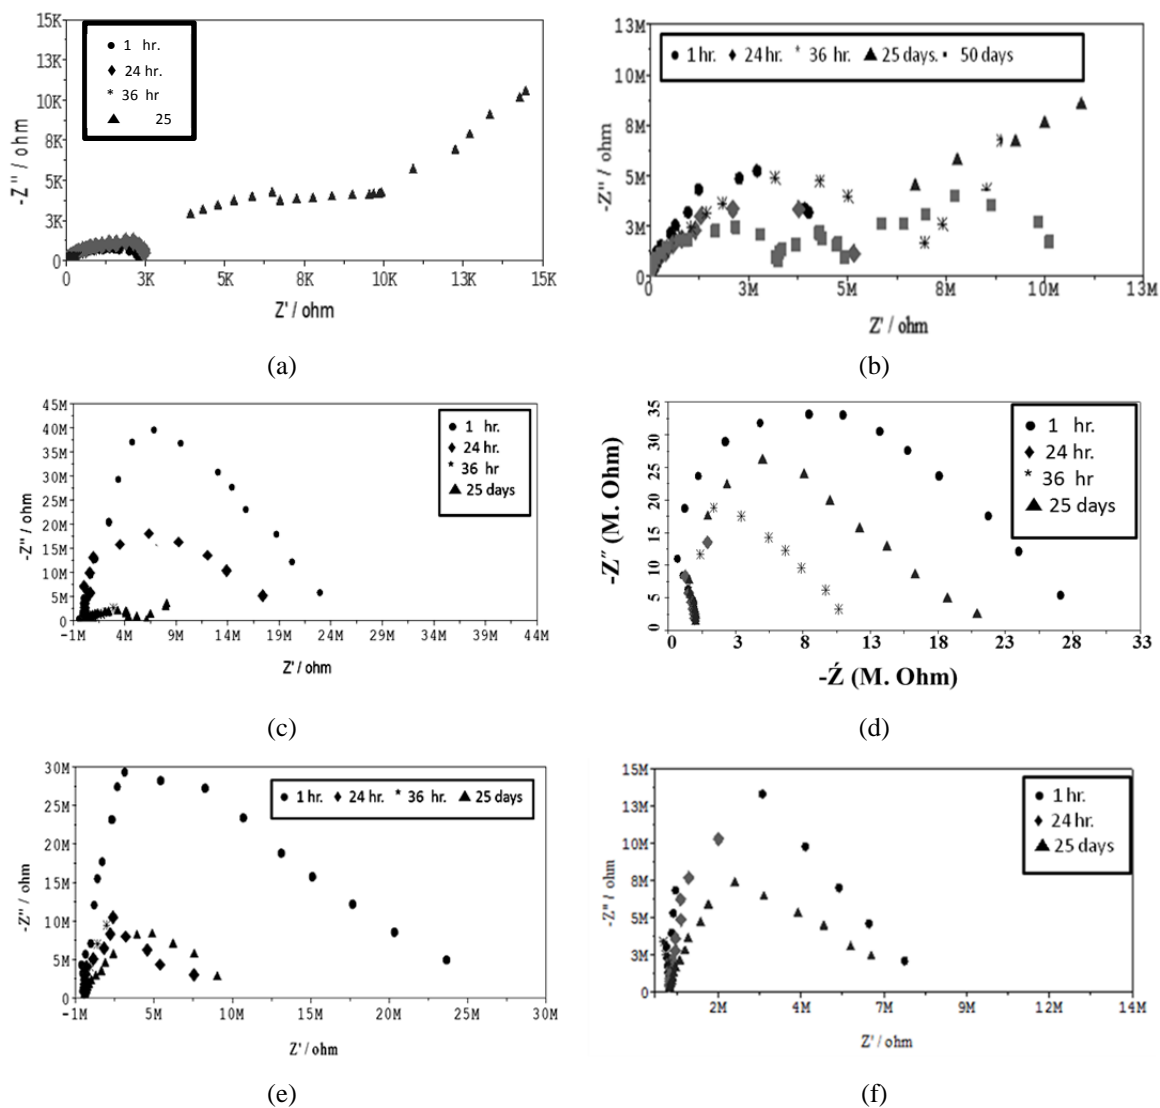 15K
13K
10K
8K
5K
3K
0
-Z'' / ohm
1 hr.
24 hr.
* 36 hr
25
0 3K 5K 8K 10K 13K 15K
Z' / ohm
(a)
13M
10M
8M
5M
3M
0
-Z'' / ohm
1 hr. 24 hr. * 36 hr. 25 days. 50 days
0 3M 5M 8M 10M 13M
Z' / ohm
(b)
45M
40M
35M
30M
25M
20M
15M
10M
5M
0
-Z'' / ohm
1 hr.
24 hr.
* 36 hr
25 days
-1M 4M 9M 14M 19M 24M 29M 34M 39M 44M
Z' / ohm
(c)
35
30
25
20
15
10
5
0
-Z″ (M. Ohm)
1 hr.
24 hr.
* 36 hr
25 days
0 3 8 13 18 23 28 33
-Ź (M. Ohm)
(d)
30M
25M
20M
15M
10M
5M
0
-Z'' / ohm
1 hr. 24 hr. * 36 hr. 25 days
-1M 5M 10M 15M 20M 25M 30M
Z' / ohm
(e)
15M
13M
10M
8M
5M
3M
0
-Z'' / ohm
1 hr.
24 hr.
25 days
2M 4M 7M 9M 12M 14M
Z' / ohm
(f)